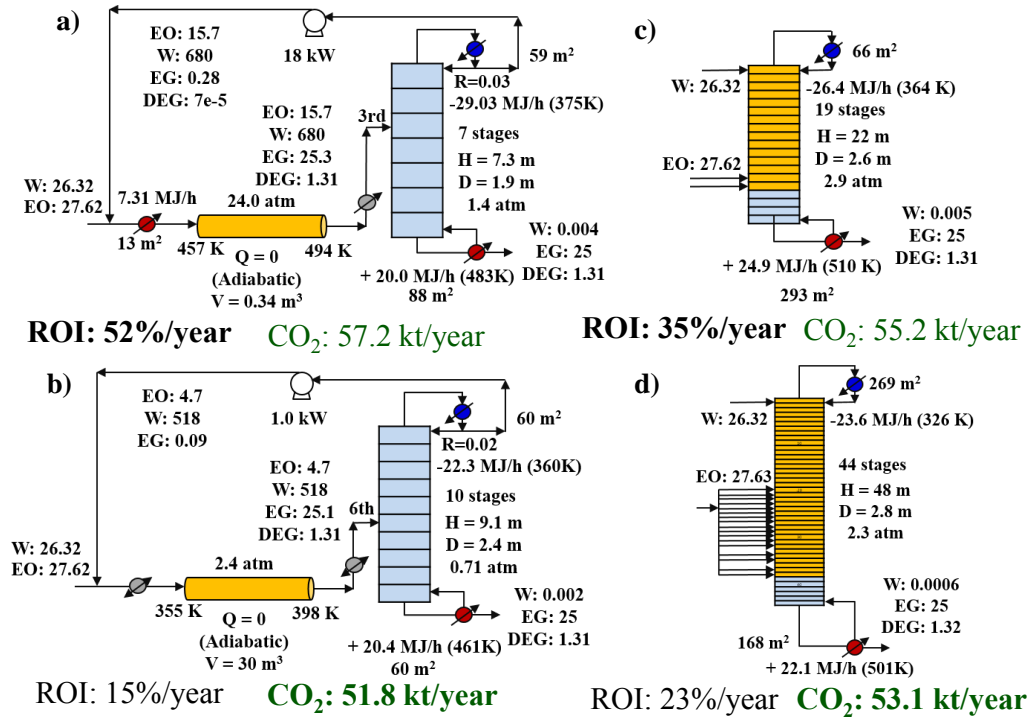 a)
EO: 15.7
W: 680
EG: 0.28
DEG: 7e-5
18 kW
59 m²
R=0.03
-29.03 MJ/h (375K)
EO: 15.7
W: 680
EG: 25.3
DEG: 1.31
3rd
7 stages
H = 7.3 m
D = 1.9 m
1.4 atm
W: 26.32
EO: 27.62
7.31 MJ/h
13 m²
24.0 atm
457 K
494 K
Q = 0
(Adiabatic)
V = 0.34 m³
W: 0.004
EG: 25
DEG: 1.31
+ 20.0 MJ/h (483K)
88 m²
ROI: 52%/year
CO₂: 57.2 kt/year
c)
66 m²
W: 26.32
-26.4 MJ/h (364 K)
19 stages
H = 22 m
D = 2.6 m
2.9 atm
EO: 27.62
W: 0.005
EG: 25
DEG: 1.31
+ 24.9 MJ/h (510 K)
293 m²
ROI: 35%/year
CO₂: 55.2 kt/year
b)
EO: 4.7
W: 518
EG: 0.09
1.0 kW
60 m²
R=0.02
-22.3 MJ/h (360K)
EO: 4.7
W: 518
EG: 25.1
DEG: 1.31
6th
10 stages
H = 9.1 m
D = 2.4 m
0.71 atm
W: 26.32
EO: 27.62
2.4 atm
355 K
398 K
Q = 0
(Adiabatic)
V = 30 m³
W: 0.002
EG: 25
DEG: 1.31
+ 20.4 MJ/h (461K)
60 m²
ROI: 15%/year
CO₂: 51.8 kt/year
d)
269 m²
W: 26.32
-23.6 MJ/h (326 K)
44 stages
H = 48 m
D = 2.8 m
2.3 atm
EO: 27.63
W: 0.0006
EG: 25
DEG: 1.32
168 m²
+ 22.1 MJ/h (501K)
ROI: 23%/year
CO₂: 53.1 kt/year